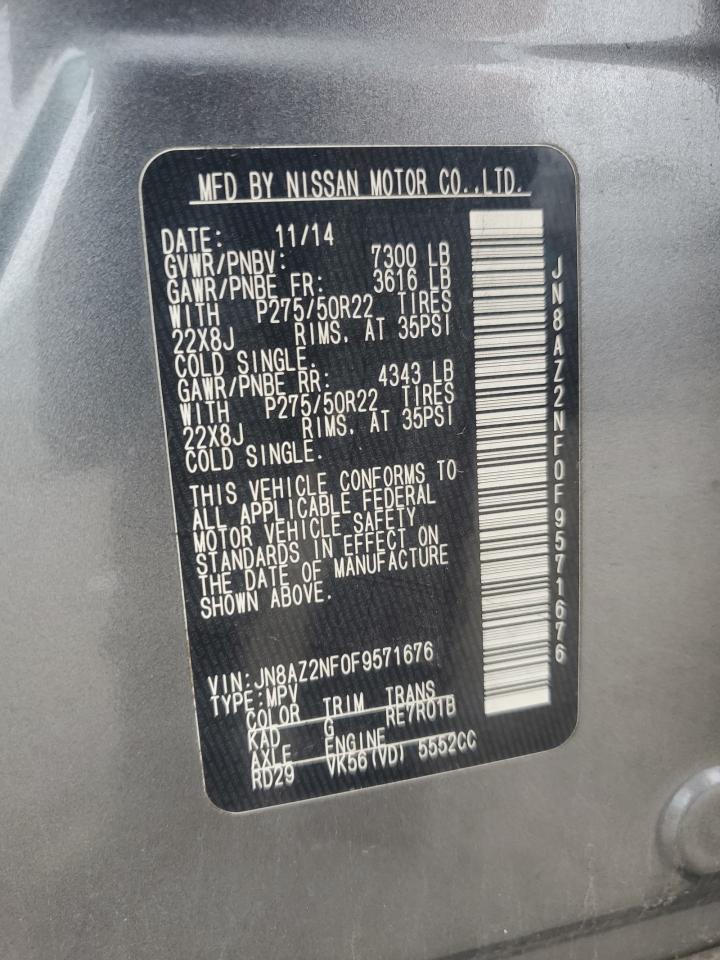 MFD BY NISSAN MOTOR CO.,LTD.
DATE: 11/14
GVWR/PNBV: 7300 LB
GAWR/PNBE FR: 3616 LB
WITH P275/50R22 TIRES
22X8J RIMS, AT 35PSI
COLD SINGLE.
GAWR/PNBE RR: 4343 LB
WITH P275/50R22 TIRES
22X8J RIMS, AT 35PSI
COLD SINGLE.
THIS VEHICLE CONFORMS TO
ALL APPLICABLE FEDERAL
MOTOR VEHICLE SAFETY
STANDARDS IN EFFECT ON
THE DATE OF MANUFACTURE
SHOWN ABOVE.
VIN:JN8AZ2NF0F9571676
TYPE:MPV
COLOR TRIM TRANS
KAD G RE7R01B
AXLE ENGINE
RD29 VK56(VD) 5552CC
JN8AZ2NF0F9571676